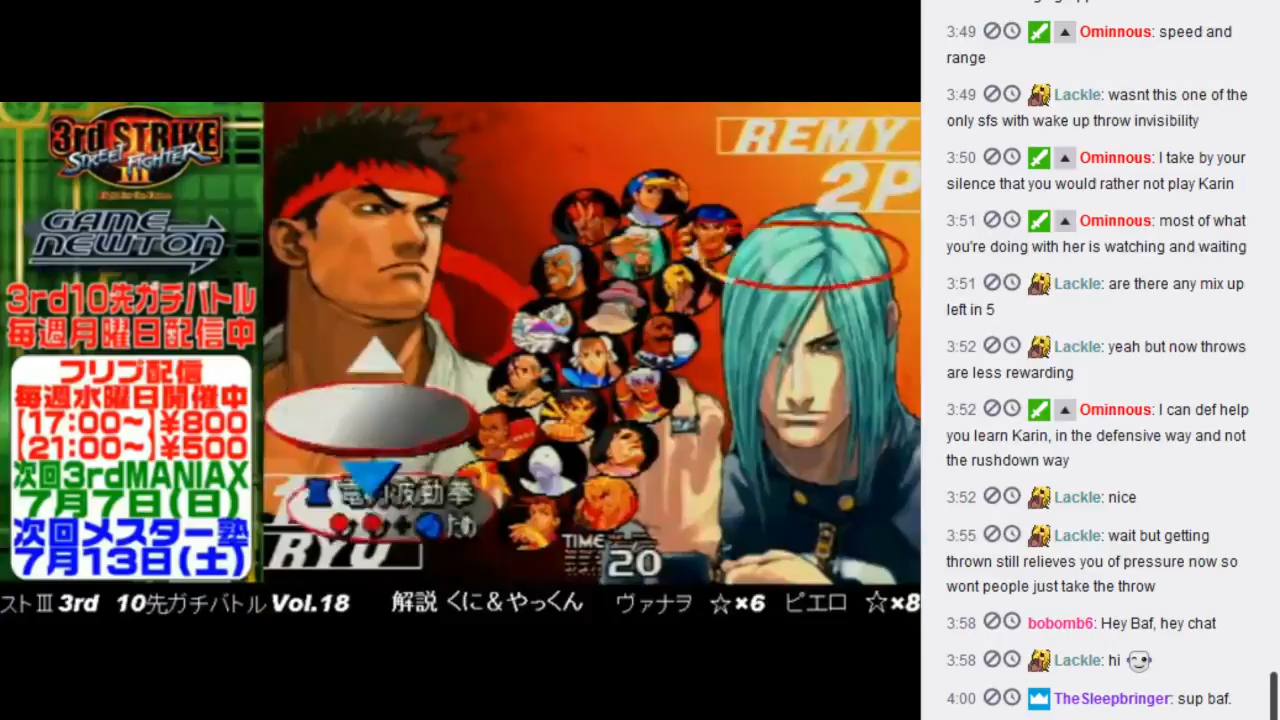 3rd STRIKE
STREET FIGHTER
III
GAME
NEWTON
3rd10先ガチバトル
毎週月曜日配信中
フリプ配信
毎週水曜日開催中
(17:00~)¥800
(21:00~)¥500
次回3rdMANIAX
7月7日(日)
次回メスター塾
7月13日(土)
REMY
2P
電刃波動拳
+ ため
RYU
TIME
20
ストIII 3rd 10先ガチバトル Vol.18 解説 くに&やっくん ヴァナヲ ☆×6 ピエロ ☆×8
3:49 Ominnous: speed and
range
3:49 Lackle: wasnt this one of the
only sfs with wake up throw invisibility
3:50 Ominnous: I take by your
silence that you would rather not play Karin
3:51 Ominnous: most of what
you're doing with her is watching and waiting
3:51 Lackle: are there any mix up
left in 5
3:52 Lackle: yeah but now throws
are less rewarding
3:52 Ominnous: I can def help
you learn Karin, in the defensive way and not
the rushdown way
3:52 Lackle: nice
3:55 Lackle: wait but getting
thrown still relieves you of pressure now so
wont people just take the throw
3:58 bobomb6: Hey Baf, hey chat
3:58 Lackle: hi
4:00 TheSleepbringer: sup baf.